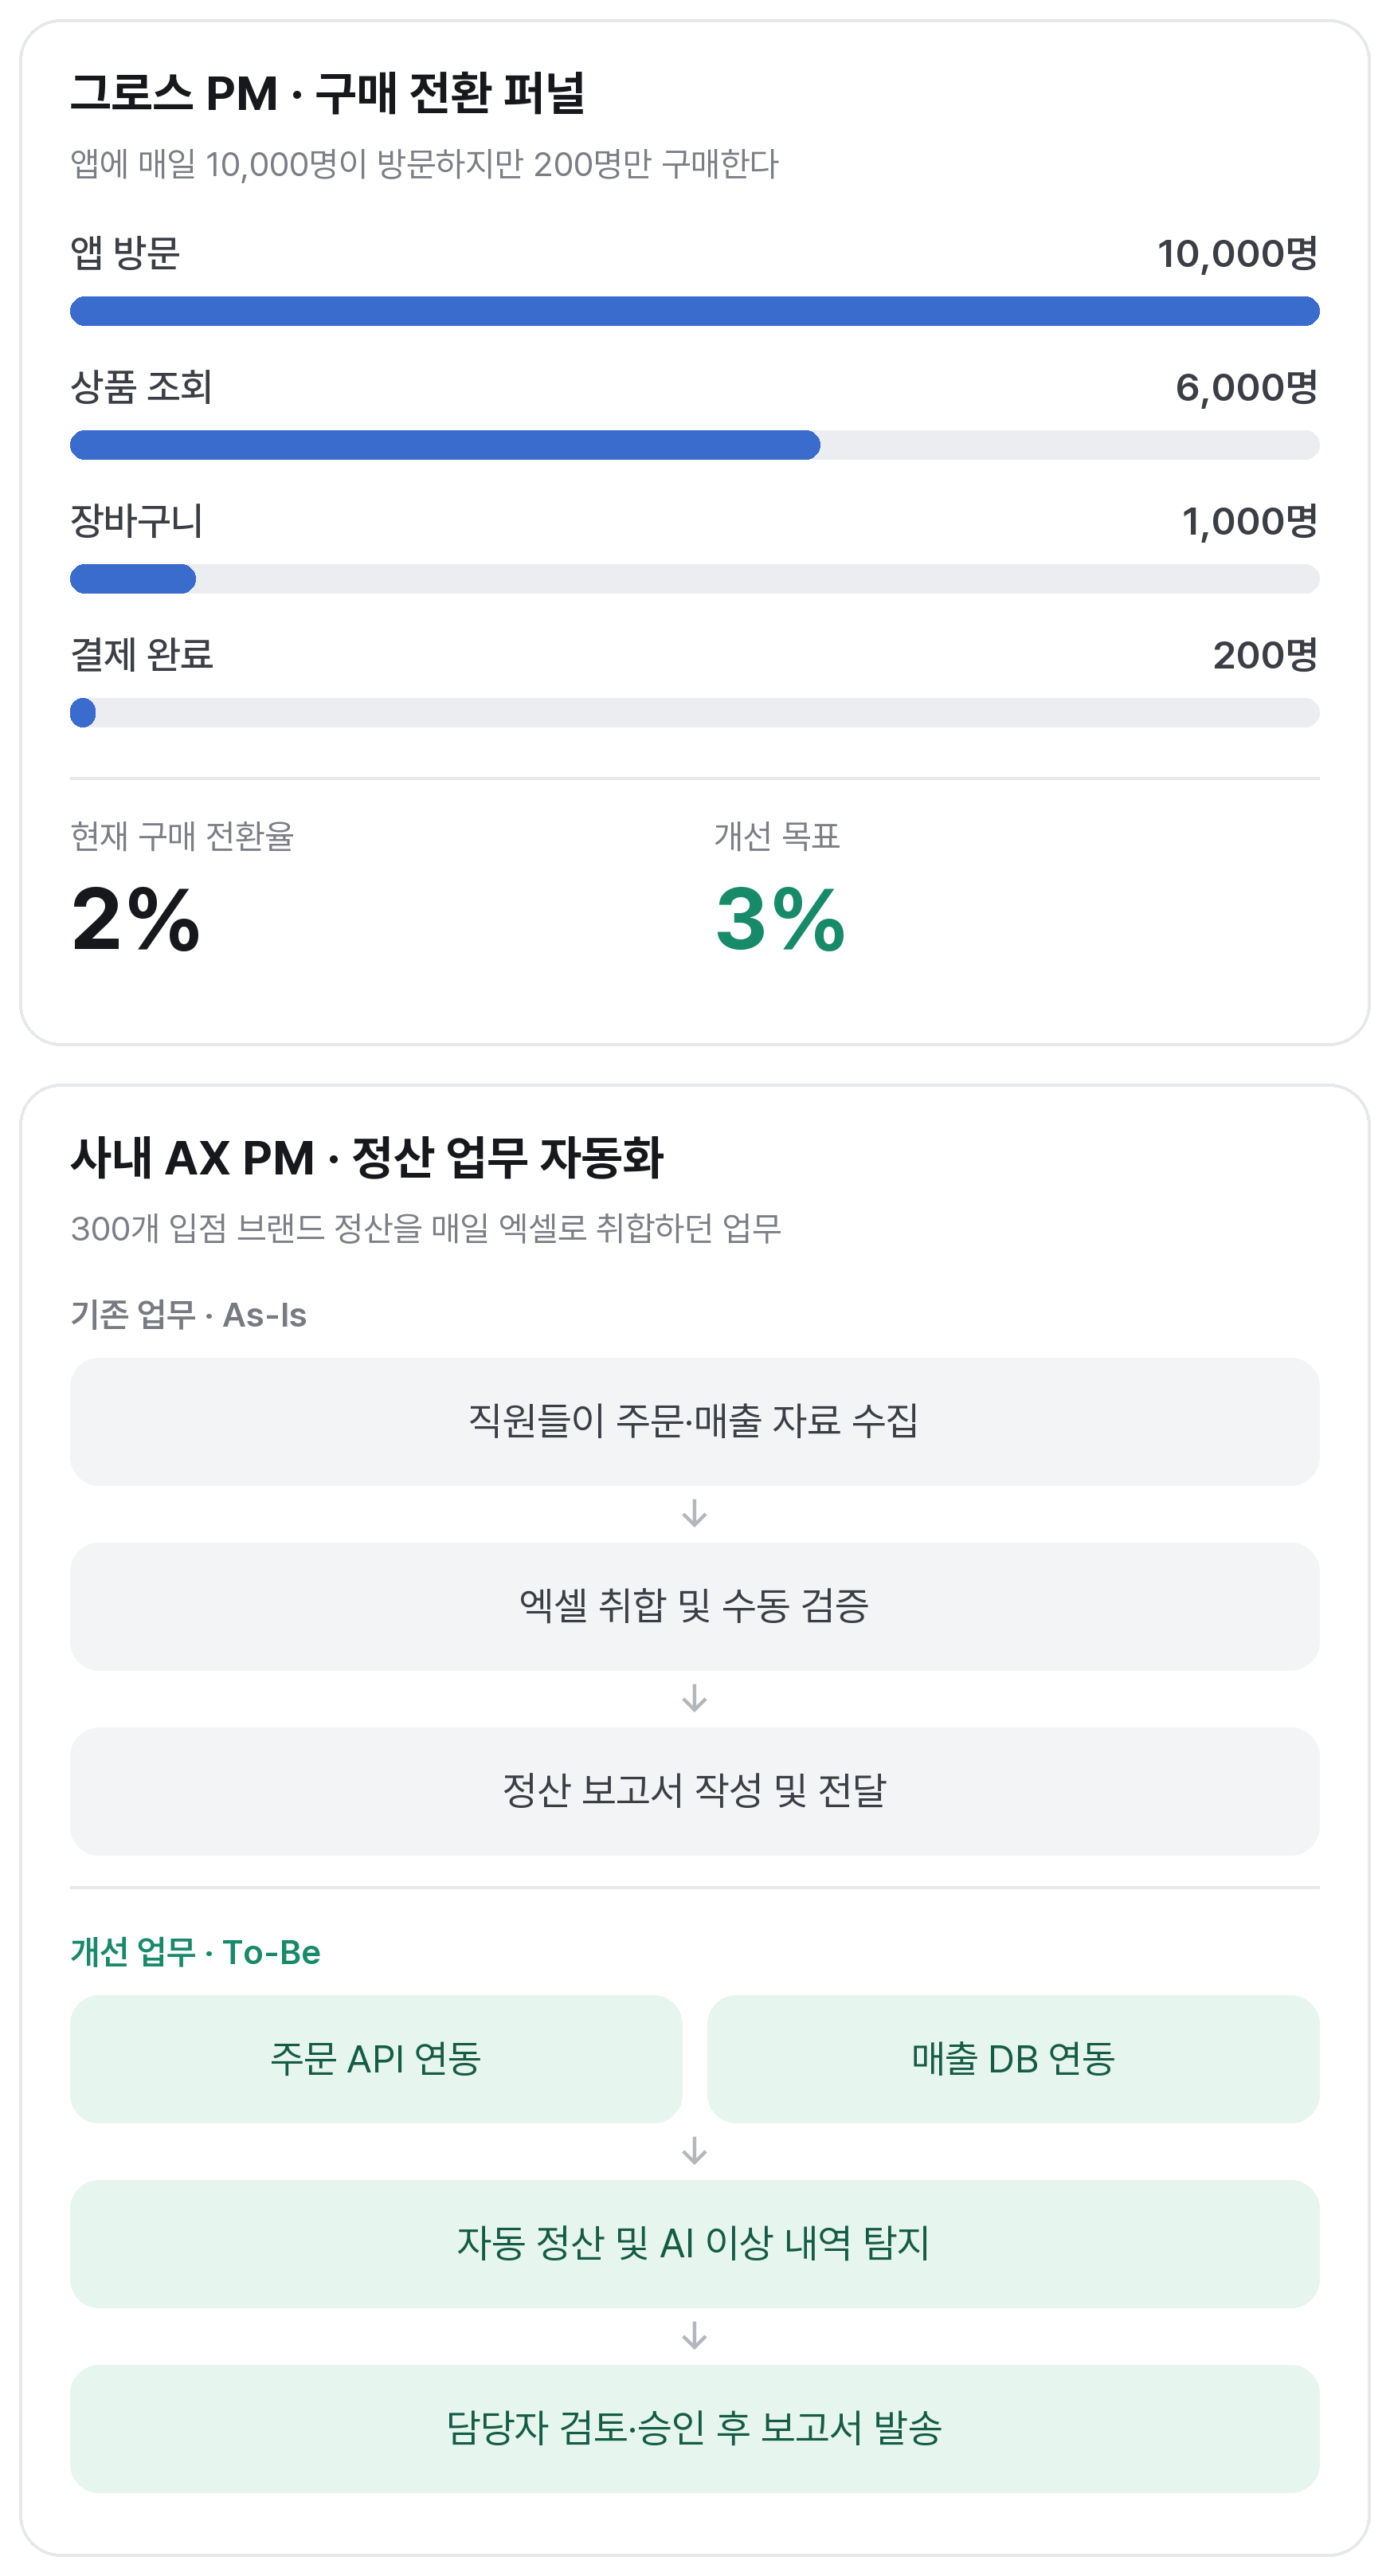 그로스 PM · 구매 전환 퍼널
앱에 매일 10,000명이 방문하지만 200명만 구매한다
앱 방문 10,000명
상품 조회 6,000명
장바구니 1,000명
결제 완료 200명
현재 구매 전환율 개선 목표
2% 3%
사내 AX PM · 정산 업무 자동화
300개 입점 브랜드 정산을 매일 엑셀로 취합하던 업무
기존 업무 · As-Is
직원들이 주문·매출 자료 수집
↓
엑셀 취합 및 수동 검증
↓
정산 보고서 작성 및 전달
개선 업무 · To-Be
주문 API 연동 매출 DB 연동
↓
자동 정산 및 AI 이상 내역 탐지
↓
담당자 검토·승인 후 보고서 발송